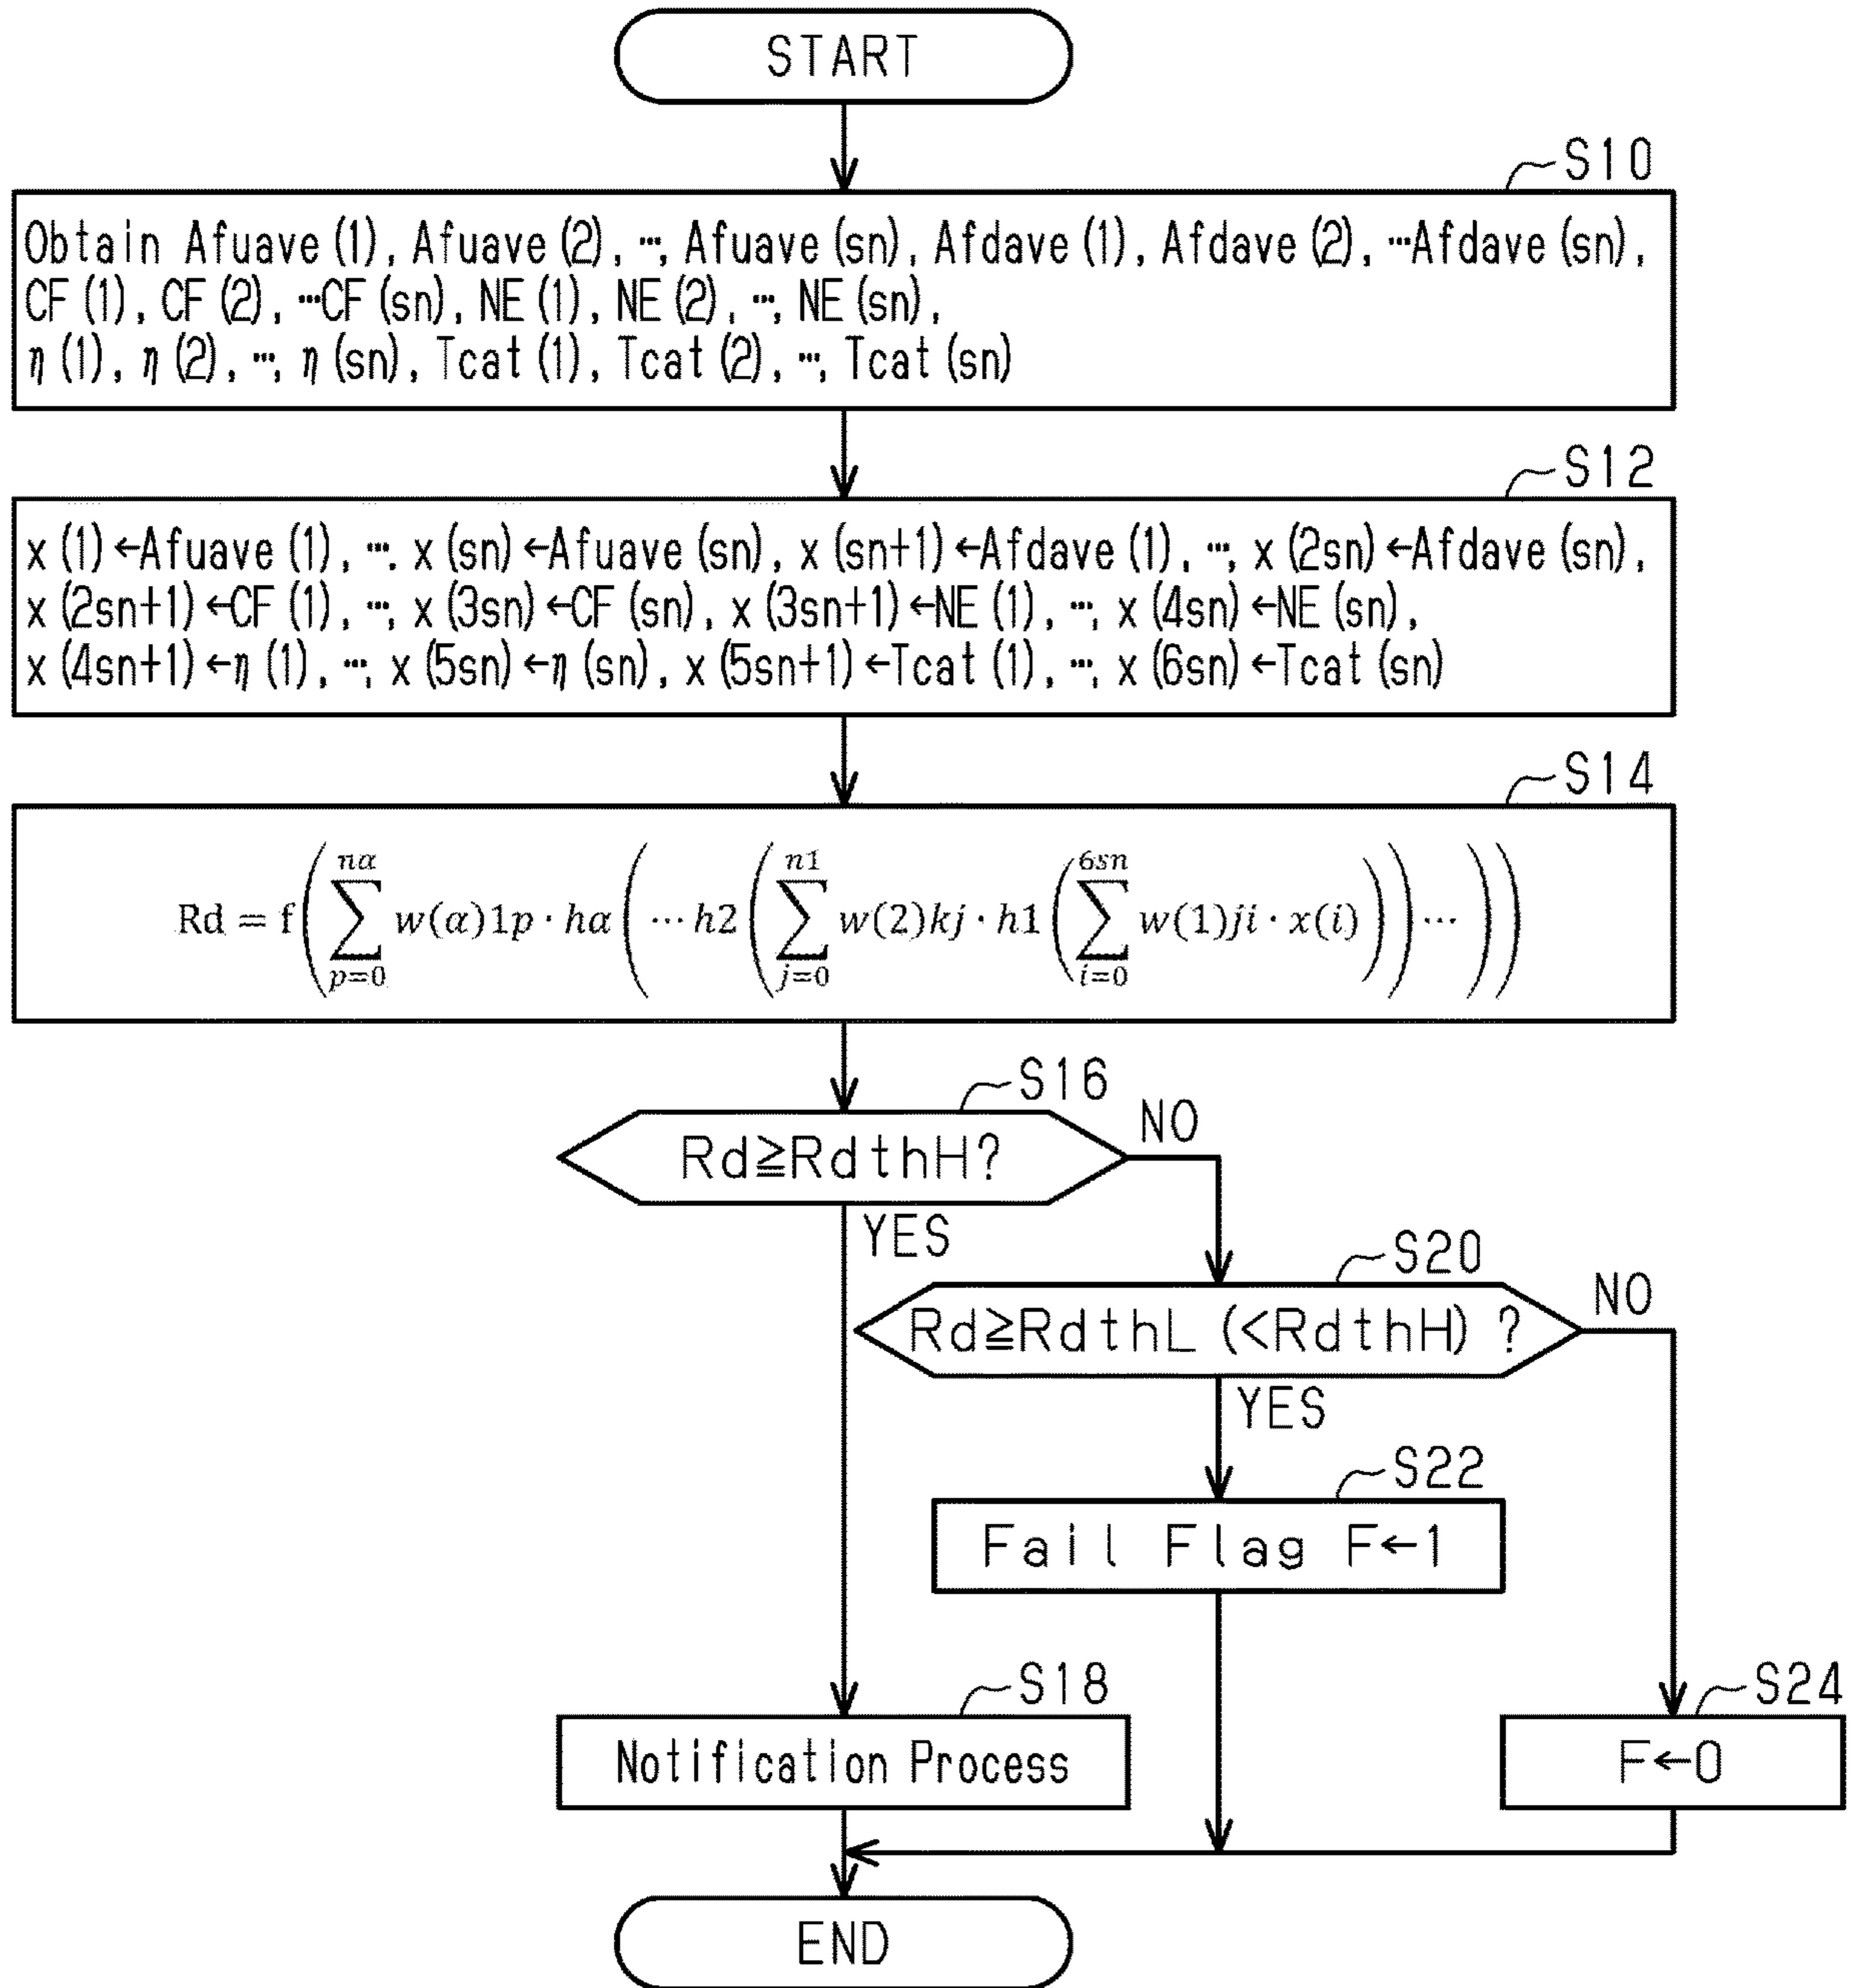 START
S10
Obtain Afuave (1), Afuave (2), …, Afuave (sn), Afdave (1), Afdave (2), …Afdave (sn),
CF (1), CF (2), …CF (sn), NE (1), NE (2), …, NE (sn),
η (1), η (2), …, η (sn), Tcat (1), Tcat (2), …, Tcat (sn)
S12
x (1) ←Afuave (1), …, x (sn) ←Afuave (sn), x (sn+1) ←Afdave (1), …, x (2sn) ←Afdave (sn),
x (2sn+1) ←CF (1), …, x (3sn) ←CF (sn), x (3sn+1) ←NE (1), …, x (4sn) ←NE (sn),
x (4sn+1) ←η (1), …, x (5sn) ←η (sn), x (5sn+1) ←Tcat (1), …, x (6sn) ←Tcat (sn)
S14
Rd = f(∑_{p=0}^{nα} w(α)1p · hα(⋯ h2(∑_{j=0}^{n1} w(2)kj · h1(∑_{i=0}^{6sn} w(1)ji · x(i)))⋯))
S16
Rd≧RdthH?
NO
YES
S20
Rd≧RdthL (<RdthH) ?
NO
YES
S22
Fail Flag F←1
S18
Notification Process
S24
F←0
END